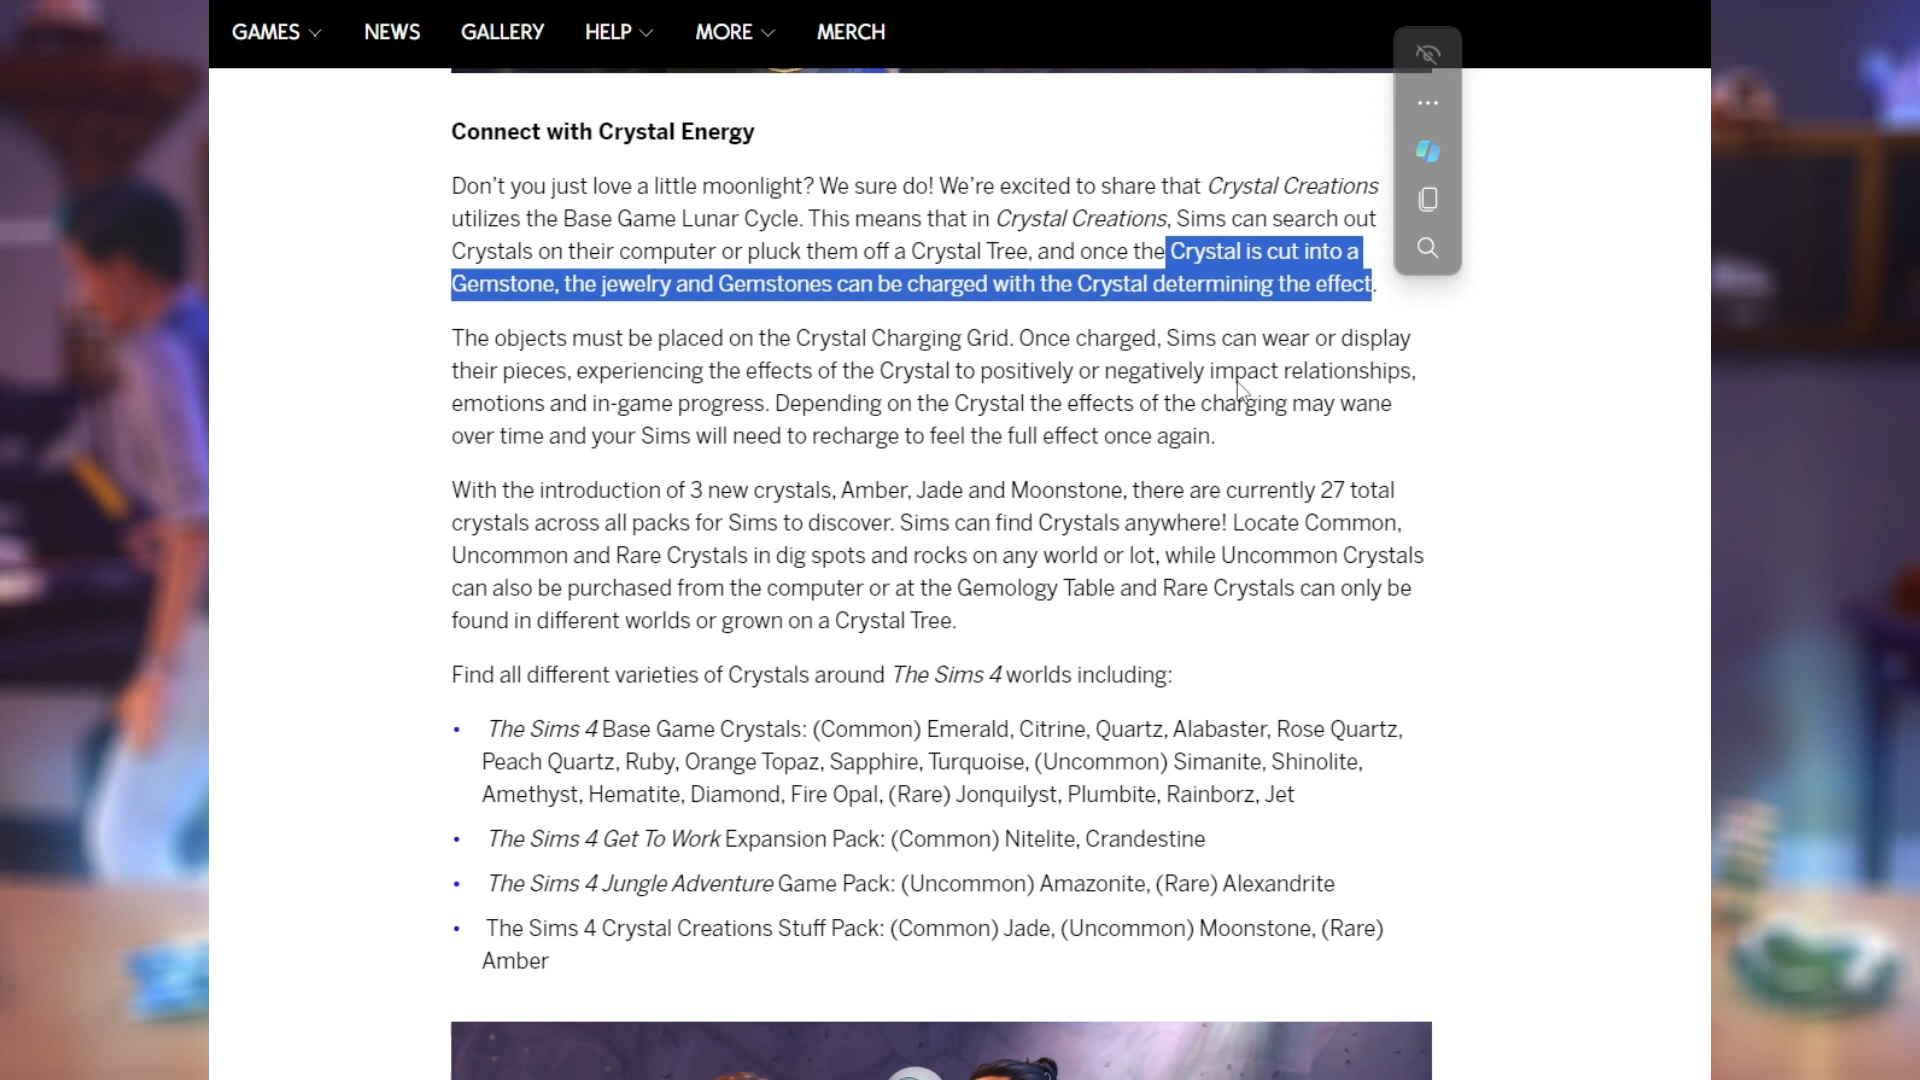 GAMES NEWS GALLERY HELP MORE MERCH
Connect with Crystal Energy
Don’t you just love a little moonlight? We sure do! We’re excited to share that Crystal Creations
utilizes the Base Game Lunar Cycle. This means that in Crystal Creations, Sims can search out
Crystals on their computer or pluck them off a Crystal Tree, and once the Crystal is cut into a
Gemstone, the jewelry and Gemstones can be charged with the Crystal determining the effect.
The objects must be placed on the Crystal Charging Grid. Once charged, Sims can wear or display
their pieces, experiencing the effects of the Crystal to positively or negatively impact relationships,
emotions and in-game progress. Depending on the Crystal the effects of the charging may wane
over time and your Sims will need to recharge to feel the full effect once again.
With the introduction of 3 new crystals, Amber, Jade and Moonstone, there are currently 27 total
crystals across all packs for Sims to discover. Sims can find Crystals anywhere! Locate Common,
Uncommon and Rare Crystals in dig spots and rocks on any world or lot, while Uncommon Crystals
can also be purchased from the computer or at the Gemology Table and Rare Crystals can only be
found in different worlds or grown on a Crystal Tree.
Find all different varieties of Crystals around The Sims 4 worlds including:
• The Sims 4 Base Game Crystals: (Common) Emerald, Citrine, Quartz, Alabaster, Rose Quartz,
Peach Quartz, Ruby, Orange Topaz, Sapphire, Turquoise, (Uncommon) Simanite, Shinolite,
Amethyst, Hematite, Diamond, Fire Opal, (Rare) Jonquilyst, Plumbite, Rainborz, Jet
• The Sims 4 Get To Work Expansion Pack: (Common) Nitelite, Crandestine
• The Sims 4 Jungle Adventure Game Pack: (Uncommon) Amazonite, (Rare) Alexandrite
• The Sims 4 Crystal Creations Stuff Pack: (Common) Jade, (Uncommon) Moonstone, (Rare)
Amber